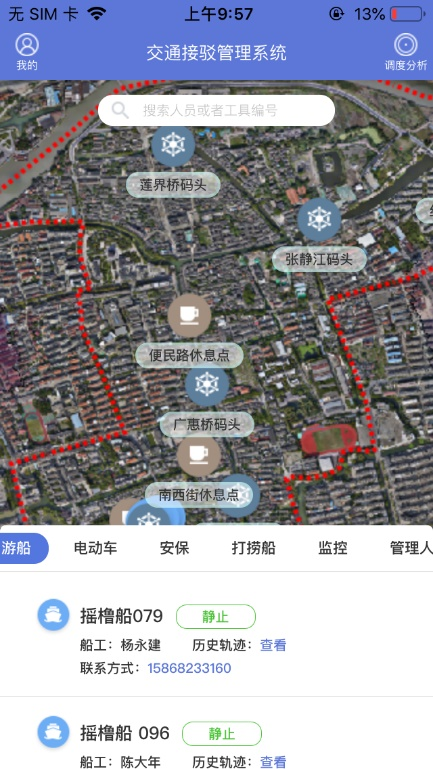 无 SIM 卡 上午9:57 13%
我的
交通接驳管理系统
调度分析
搜索人员或者工具编号
莲界桥码头
张静江码头
便民路休息点
广惠桥码头
南西街休息点
游船 电动车 安保 打捞船 监控 管理人
摇橹船079 静止
船工：杨永建 历史轨迹：查看
联系方式：15868233160
摇橹船 096 静止
船工：陈大年 历史轨迹：查看